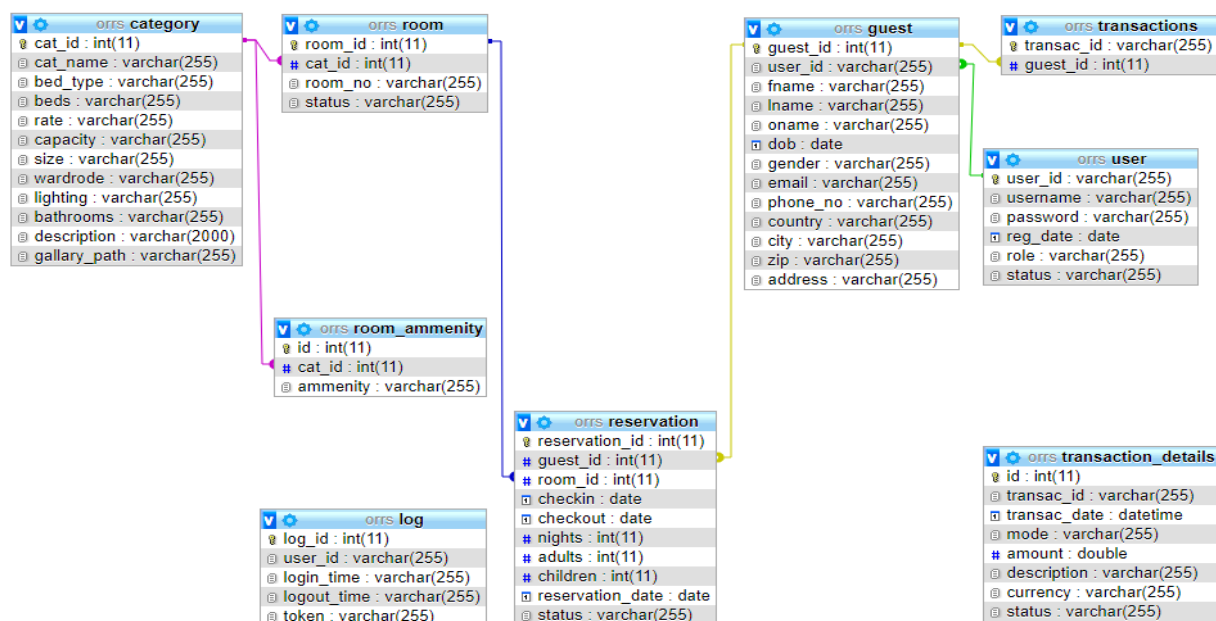 orrs category
cat_id : int(11)
cat_name : varchar(255)
bed_type : varchar(255)
beds : varchar(255)
rate : varchar(255)
capacity : varchar(255)
size : varchar(255)
wardrode : varchar(255)
lighting : varchar(255)
bathrooms : varchar(255)
description : varchar(2000)
gallary_path : varchar(255)
orrs room
room_id : int(11)
# cat_id : int(11)
room_no : varchar(255)
status : varchar(255)
orrs guest
guest_id : int(11)
user_id : varchar(255)
fname : varchar(255)
lname : varchar(255)
oname : varchar(255)
dob : date
gender : varchar(255)
email : varchar(255)
phone_no : varchar(255)
country : varchar(255)
city : varchar(255)
zip : varchar(255)
address : varchar(255)
orrs transactions
transac_id : varchar(255)
# guest_id : int(11)
orrs user
user_id : varchar(255)
username : varchar(255)
password : varchar(255)
reg_date : date
role : varchar(255)
status : varchar(255)
orrs room_ammenity
id : int(11)
# cat_id : int(11)
ammenity : varchar(255)
orrs reservation
reservation_id : int(11)
# guest_id : int(11)
# room_id : int(11)
checkin : date
checkout : date
# nights : int(11)
# adults : int(11)
# children : int(11)
reservation_date : date
status : varchar(255)
orrs log
log_id : int(11)
user_id : varchar(255)
login_time : varchar(255)
logout_time : varchar(255)
token : varchar(255)
orrs transaction_details
id : int(11)
transac_id : varchar(255)
transac_date : datetime
mode : varchar(255)
# amount : double
description : varchar(255)
currency : varchar(255)
status : varchar(255)